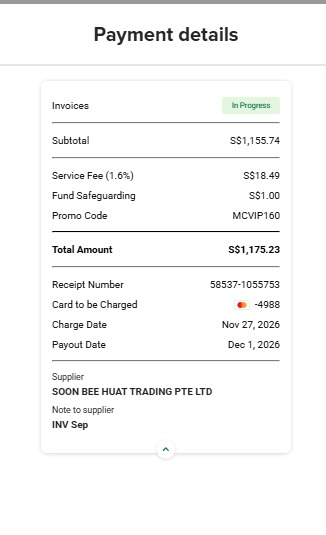 Payment details
Invoices In Progress
Subtotal S$1,155.74
Service Fee (1.6%) S$18.49
Fund Safeguarding S$1.00
Promo Code MCVIP160
Total Amount S$1,175.23
Receipt Number 58537-1055753
Card to be Charged -4988
Charge Date Nov 27, 2026
Payout Date Dec 1, 2026
Supplier
SOON BEE HUAT TRADING PTE LTD
Note to supplier
INV Sep